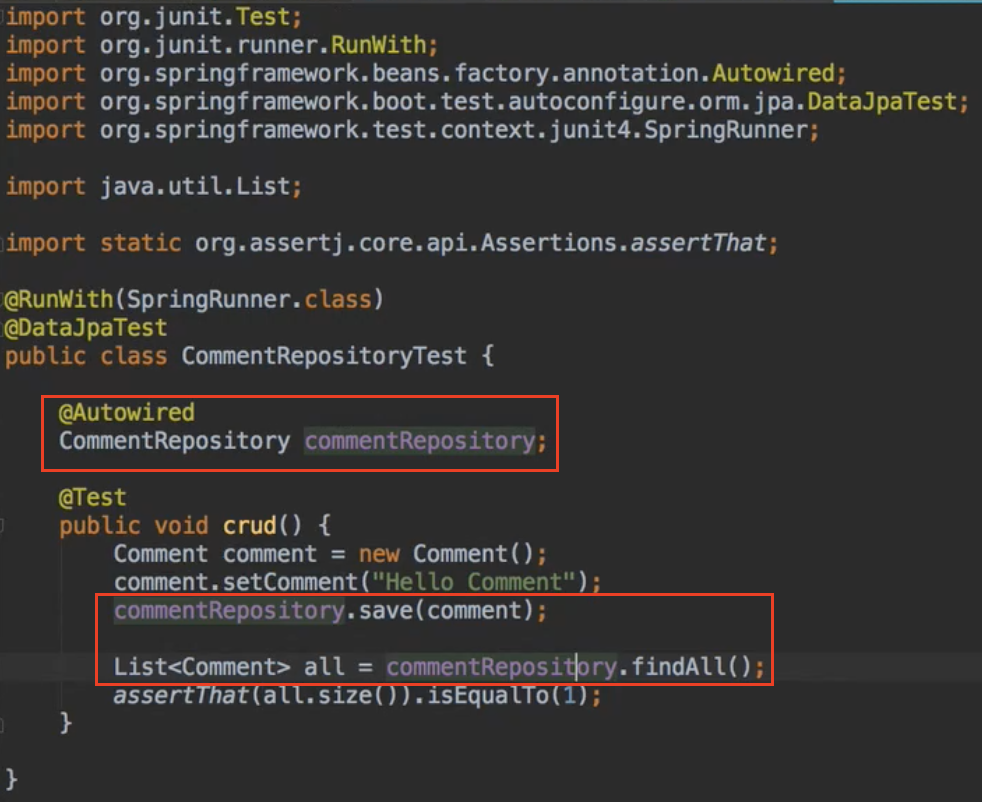 import org.junit.Test;
import org.junit.runner.RunWith;
import org.springframework.beans.factory.annotation.Autowired;
import org.springframework.boot.test.autoconfigure.orm.jpa.DataJpaTest;
import org.springframework.test.context.junit4.SpringRunner;
import java.util.List;
import static org.assertj.core.api.Assertions.assertThat;
@RunWith(SpringRunner.class)
@DataJpaTest
public class CommentRepositoryTest {
@Autowired
CommentRepository commentRepository;
@Test
public void crud() {
Comment comment = new Comment();
comment.setComment("Hello Comment");
commentRepository.save(comment);
List<Comment> all = commentRepository.findAll();
assertThat(all.size()).isEqualTo(1);
}
}